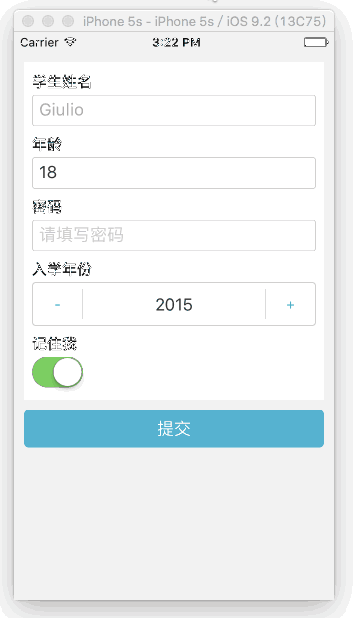 iPhone 5s - iPhone 5s / iOS 9.2 (13C75)
Carrier 3:22 PM
学生姓名
Giulio
年龄
18
密码
请填写密码
入学年份
- 2015 +
记住我
提交